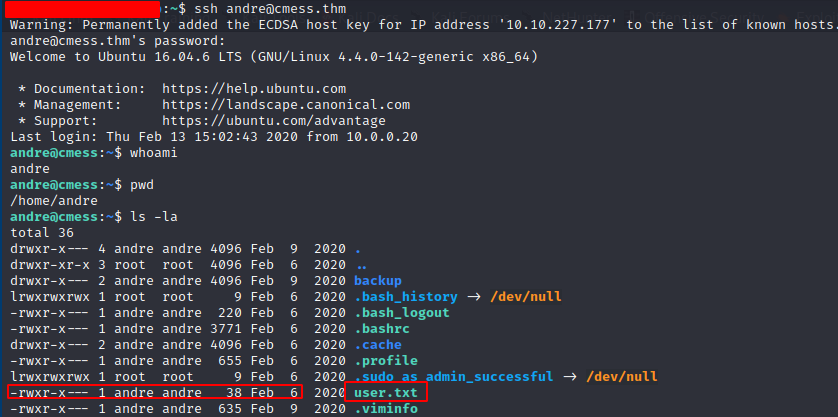 :~$ ssh andre@cmess.thm
Warning: Permanently added the ECDSA host key for IP address '10.10.227.177' to the list of known hosts.
andre@cmess.thm's password:
Welcome to Ubuntu 16.04.6 LTS (GNU/Linux 4.4.0-142-generic x86_64)
* Documentation:  https://help.ubuntu.com
* Management:     https://landscape.canonical.com
* Support:        https://ubuntu.com/advantage
Last login: Thu Feb 13 15:02:43 2020 from 10.0.0.20
andre@cmess:~$ whoami
andre
andre@cmess:~$ pwd
/home/andre
andre@cmess:~$ ls -la
total 36
drwxr-x--- 4 andre andre 4096 Feb  9  2020 .
drwxr-xr-x 3 root  root  4096 Feb  6  2020 ..
drwxr-x--- 2 andre andre 4096 Feb  9  2020 backup
lrwxrwxrwx 1 root  root     9 Feb  6  2020 .bash_history -> /dev/null
-rwxr-x--- 1 andre andre  220 Feb  6  2020 .bash_logout
-rwxr-x--- 1 andre andre 3771 Feb  6  2020 .bashrc
drwxr-x--- 2 andre andre 4096 Feb  6  2020 .cache
-rwxr-x--- 1 andre andre  655 Feb  6  2020 .profile
lrwxrwxrwx 1 root  root     9 Feb  6  2020 .sudo_as_admin_successful -> /dev/null
-rwxr-x--- 1 andre andre   38 Feb  6  2020 user.txt
-rwxr-x--- 1 andre andre  635 Feb  9  2020 .viminfo